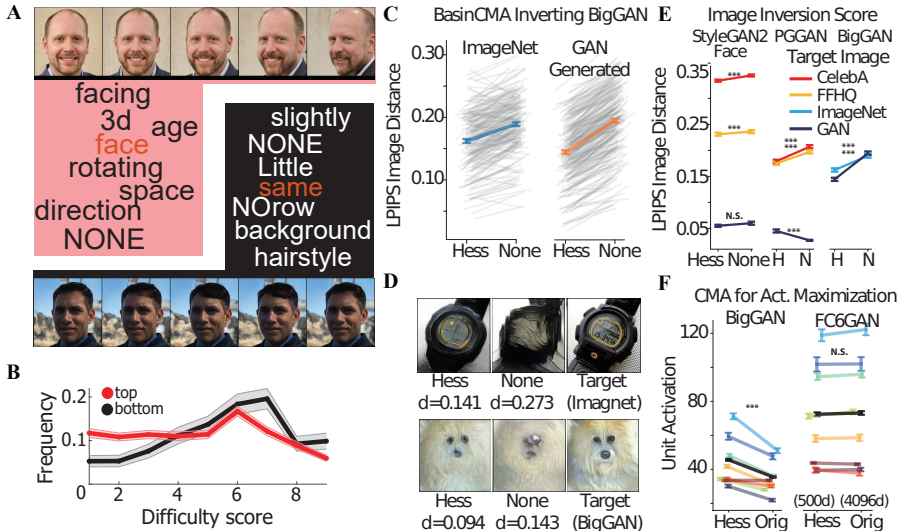 A
facing
3d
age
face
rotating
space
direction
NONE
slightly
NONE
Little
same
NOrow
background
hairstyle
B
top
bottom
Frequency
0.2
0.1
0
2
4
6
8
Difficulty score
C
BasinCMA Inverting BigGAN
ImageNet
GAN
Generated
LPIPS Image Distance
0.30
0.20
0.10
Hess
None
Hess
None
D
Hess
d=0.141
None
d=0.273
Target
(Imagnet)
Hess
d=0.094
None
d=0.143
Target
(BigGAN)
E
Image Inversion Score
StyleGAN2 PGGAN BigGAN
Face
Target Image
CelebA
FFHQ
ImageNet
GAN
LPIPS Image Distance
0.35
0.25
0.15
0.05
***
***
N.S.
***
***
***
***
***
Hess None
H N
H N
F
CMA for Act. Maximization
BigGAN
FC6GAN
Unit Activation
120
80
40
***
N.S.
(500d) (4096d)
Hess Orig
Hess Orig